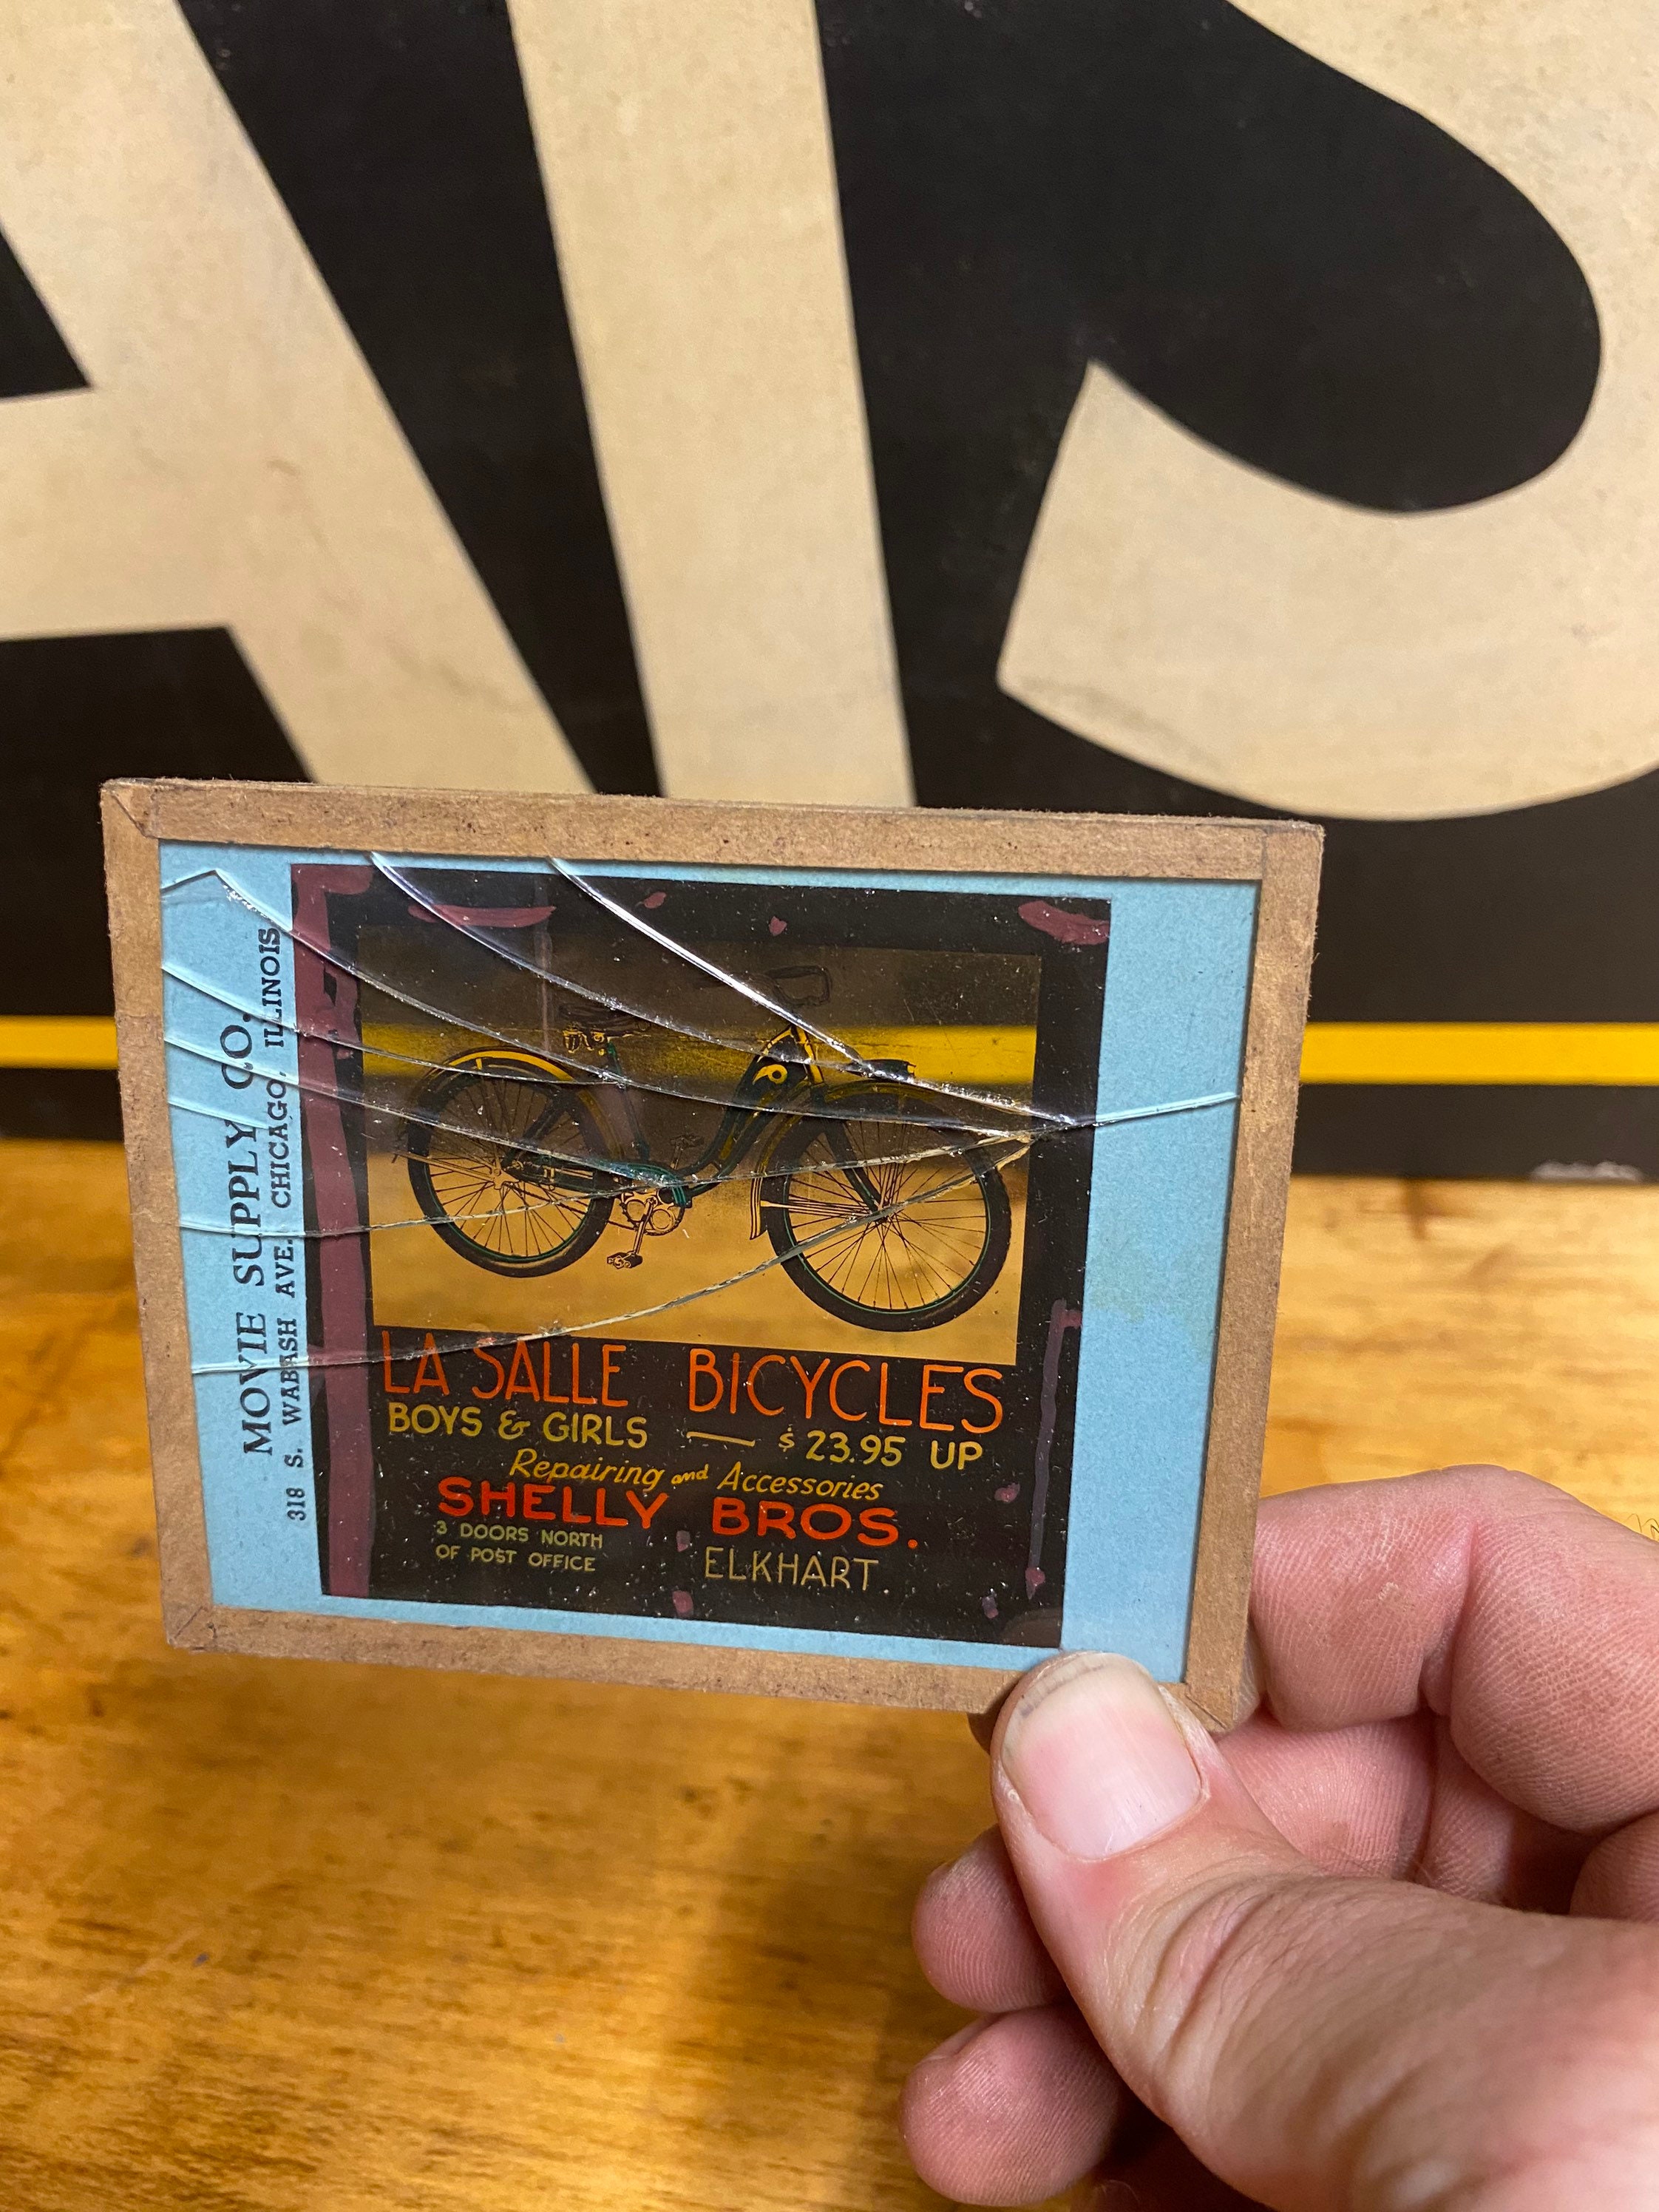 MOVIE SUPPLY CO.
318 S. WABASH AVE. CHICAGO, ILLINOIS
LA SALLE BICYCLES
BOYS & GIRLS — $23.95 UP
Repairing and Accessories
SHELLY BROS.
3 DOORS NORTH
OF POST OFFICE
ELKHART.